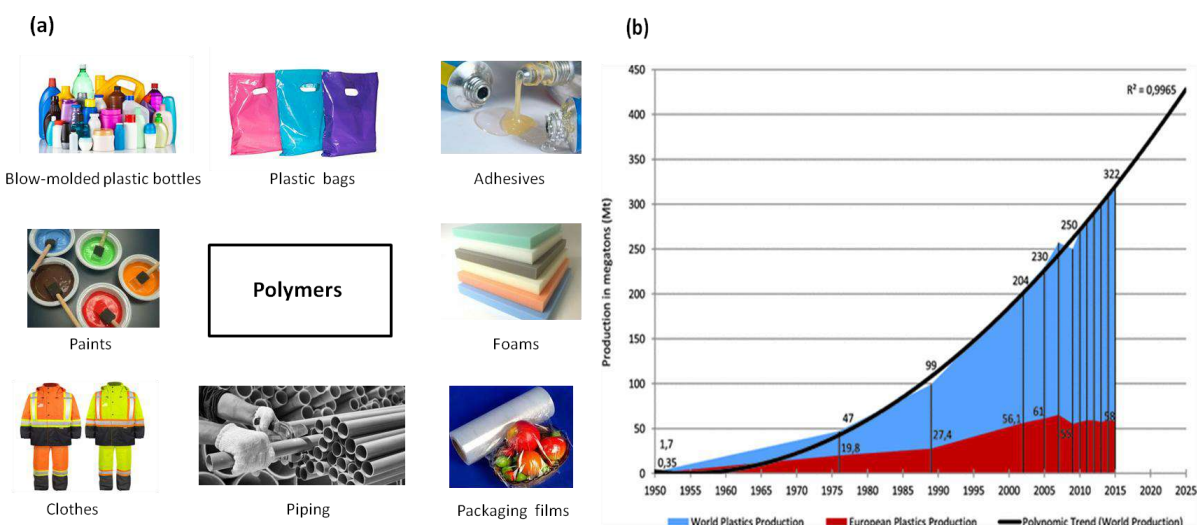 (a)
Blow-molded plastic bottles
Plastic bags
Adhesives
Paints
Polymers
Foams
Clothes
Piping
Packaging films
(b)
Production in megatons (Mt)
450
400
350
300
250
200
150
100
50
0
R² = 0,9965
322
250
230
204
99
47
1,7
0,35
19,8
27,4
56,1
61
55
58
1950 1955 1960 1965 1970 1975 1980 1985 1990 1995 2000 2005 2010 2015 2020 2025
World Plastics Production
European Plastics Production
Polynomic Trend (World Production)